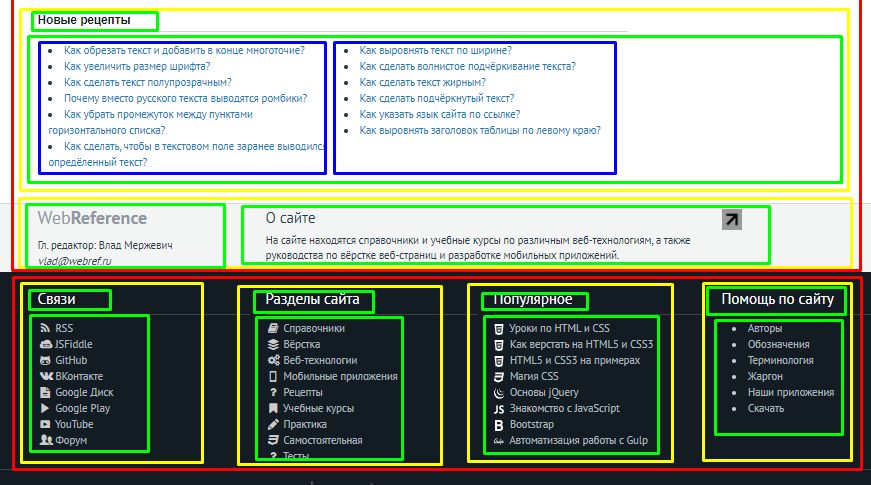 Новые рецепты
Как обрезать текст и добавить в конце многоточие?
Как увеличить размер шрифта?
Как сделать текст полупрозрачным?
Почему вместо русского текста выводятся ромбики?
Как убрать промежуток между пунктами
горизонтального списка?
Как сделать, чтобы в текстовом поле заранее выводился
опредёленный текст?
Как выровнять текст по ширине?
Как сделать волнистое подчёркивание текста?
Как сделать текст жирным?
Как сделать подчёркнутый текст?
Как указать язык сайта по ссылке?
Как выровнять заголовок таблицы по левому краю?
WebReference
Гл. редактор: Влад Мержевич
vlad@webref.ru
О сайте
На сайте находятся справочники и учебные курсы по различным веб-технологиям, а также
руководства по вёрстке веб-страниц и разработке мобильных приложений.
Связи
RSS
JSFiddle
GitHub
ВКонтакте
Google Диск
Google Play
YouTube
Форум
Разделы сайта
Справочники
Вёрстка
Веб-технологии
Мобильные приложения
Рецепты
Учебные курсы
Практика
Самостоятельная
Тесты
Популярное
Уроки по HTML и CSS
Как верстать на HTML5 и CSS3
HTML5 и CSS3 на примерах
Магия CSS
Основы jQuery
Знакомство с JavaScript
Bootstrap
Автоматизация работы с Gulp
Помощь по сайту
Авторы
Обозначения
Терминология
Жаргон
Наши приложения
Скачать